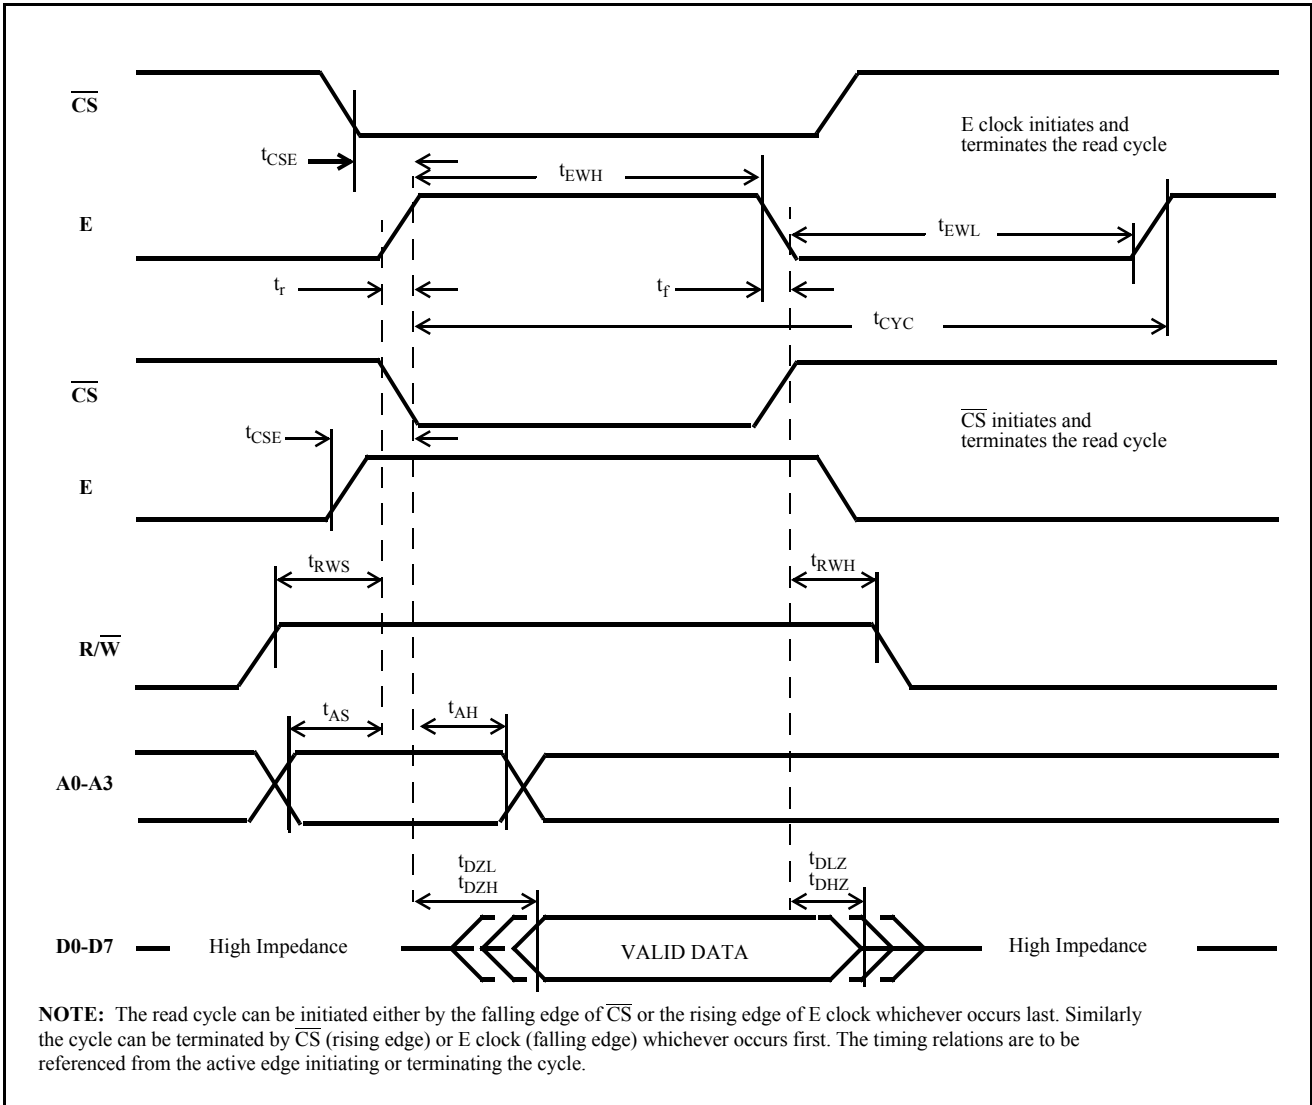 CS
E clock initiates and
terminates the read cycle
tCSE
tEWH
E
tEWL
tr
tf
tCYC
CS
CS initiates and
terminates the read cycle
tCSE
E
tRWS
tRWH
R/W
tAS
tAH
A0-A3
tDZL
tDZH
tDLZ
tDHZ
D0-D7
High Impedance
VALID DATA
High Impedance
NOTE: The read cycle can be initiated either by the falling edge of CS or the rising edge of E clock whichever occurs last. Similarly
the cycle can be terminated by CS (rising edge) or E clock (falling edge) whichever occurs first. The timing relations are to be
referenced from the active edge initiating or terminating the cycle.